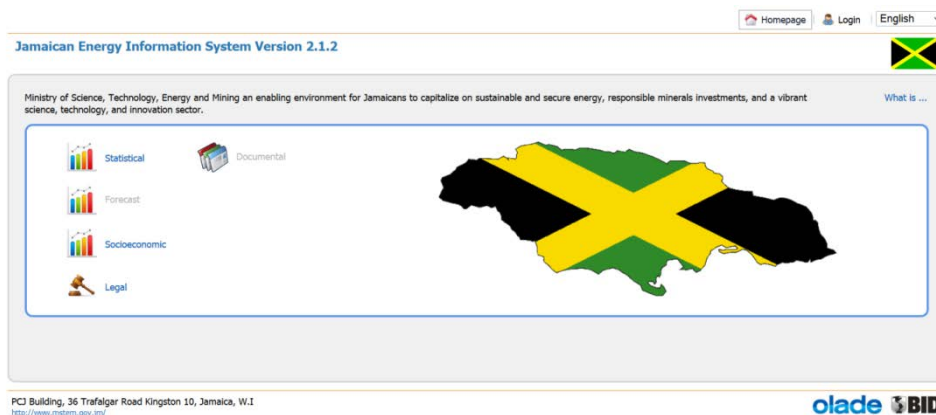 Homepage
Login
English
Jamaican Energy Information System Version 2.1.2
Ministry of Science, Technology, Energy and Mining an enabling environment for Jamaicans to capitalize on sustainable and secure energy, responsible minerals investments, and a vibrant
science, technology, and innovation sector.
What is ...
Statistical
Documental
Forecast
Socioeconomic
Legal
PCJ Building, 36 Trafalgar Road Kingston 10, Jamaica, W.I
http://www.mstem.gov.jm/
olade BID